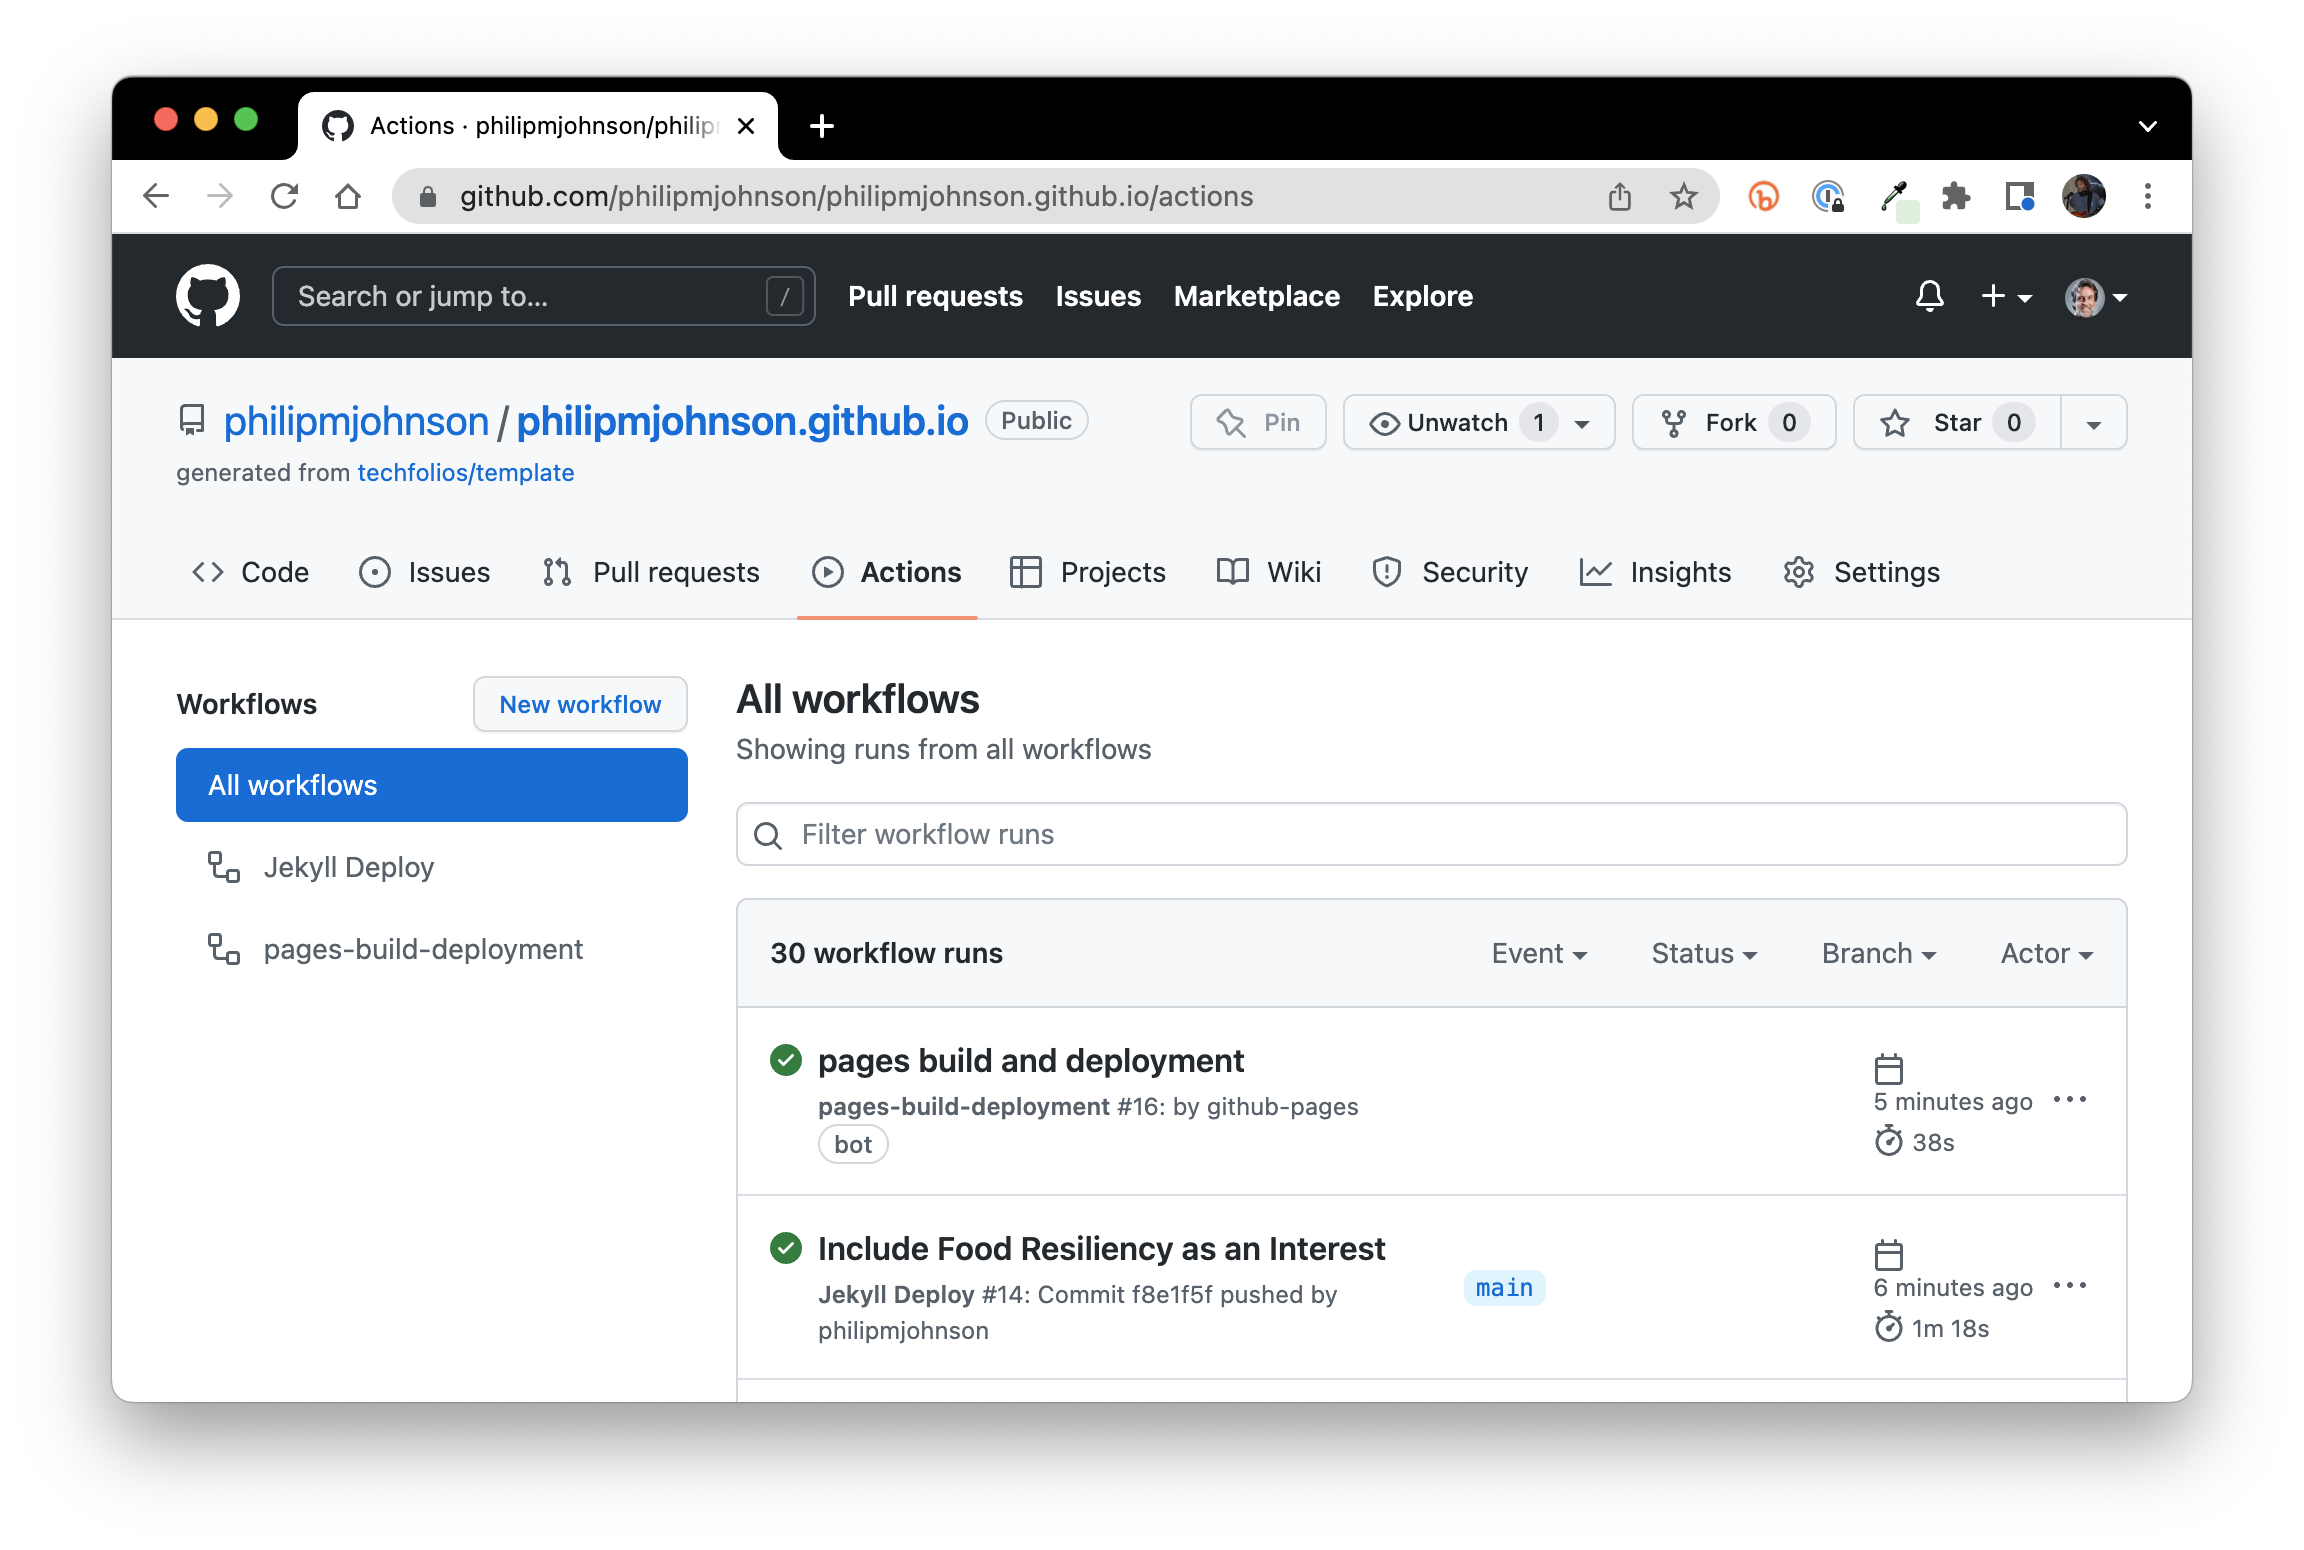 Actions · philipmjohnson/philip
github.com/philipmjohnson/philipmjohnson.github.io/actions
Search or jump to... / Pull requests Issues Marketplace Explore
philipmjohnson / philipmjohnson.github.io Public Pin Unwatch 1 Fork 0 Star 0
generated from techfolios/template
Code Issues Pull requests Actions Projects Wiki Security Insights Settings
Workflows New workflow
All workflows
Jekyll Deploy
pages-build-deployment
All workflows
Showing runs from all workflows
Filter workflow runs
30 workflow runs Event Status Branch Actor
pages build and deployment
pages-build-deployment #16: by github-pages
bot
5 minutes ago ...
38s
Include Food Resiliency as an Interest
Jekyll Deploy #14: Commit f8e1f5f pushed by
philipmjohnson
main
6 minutes ago ...
1m 18s